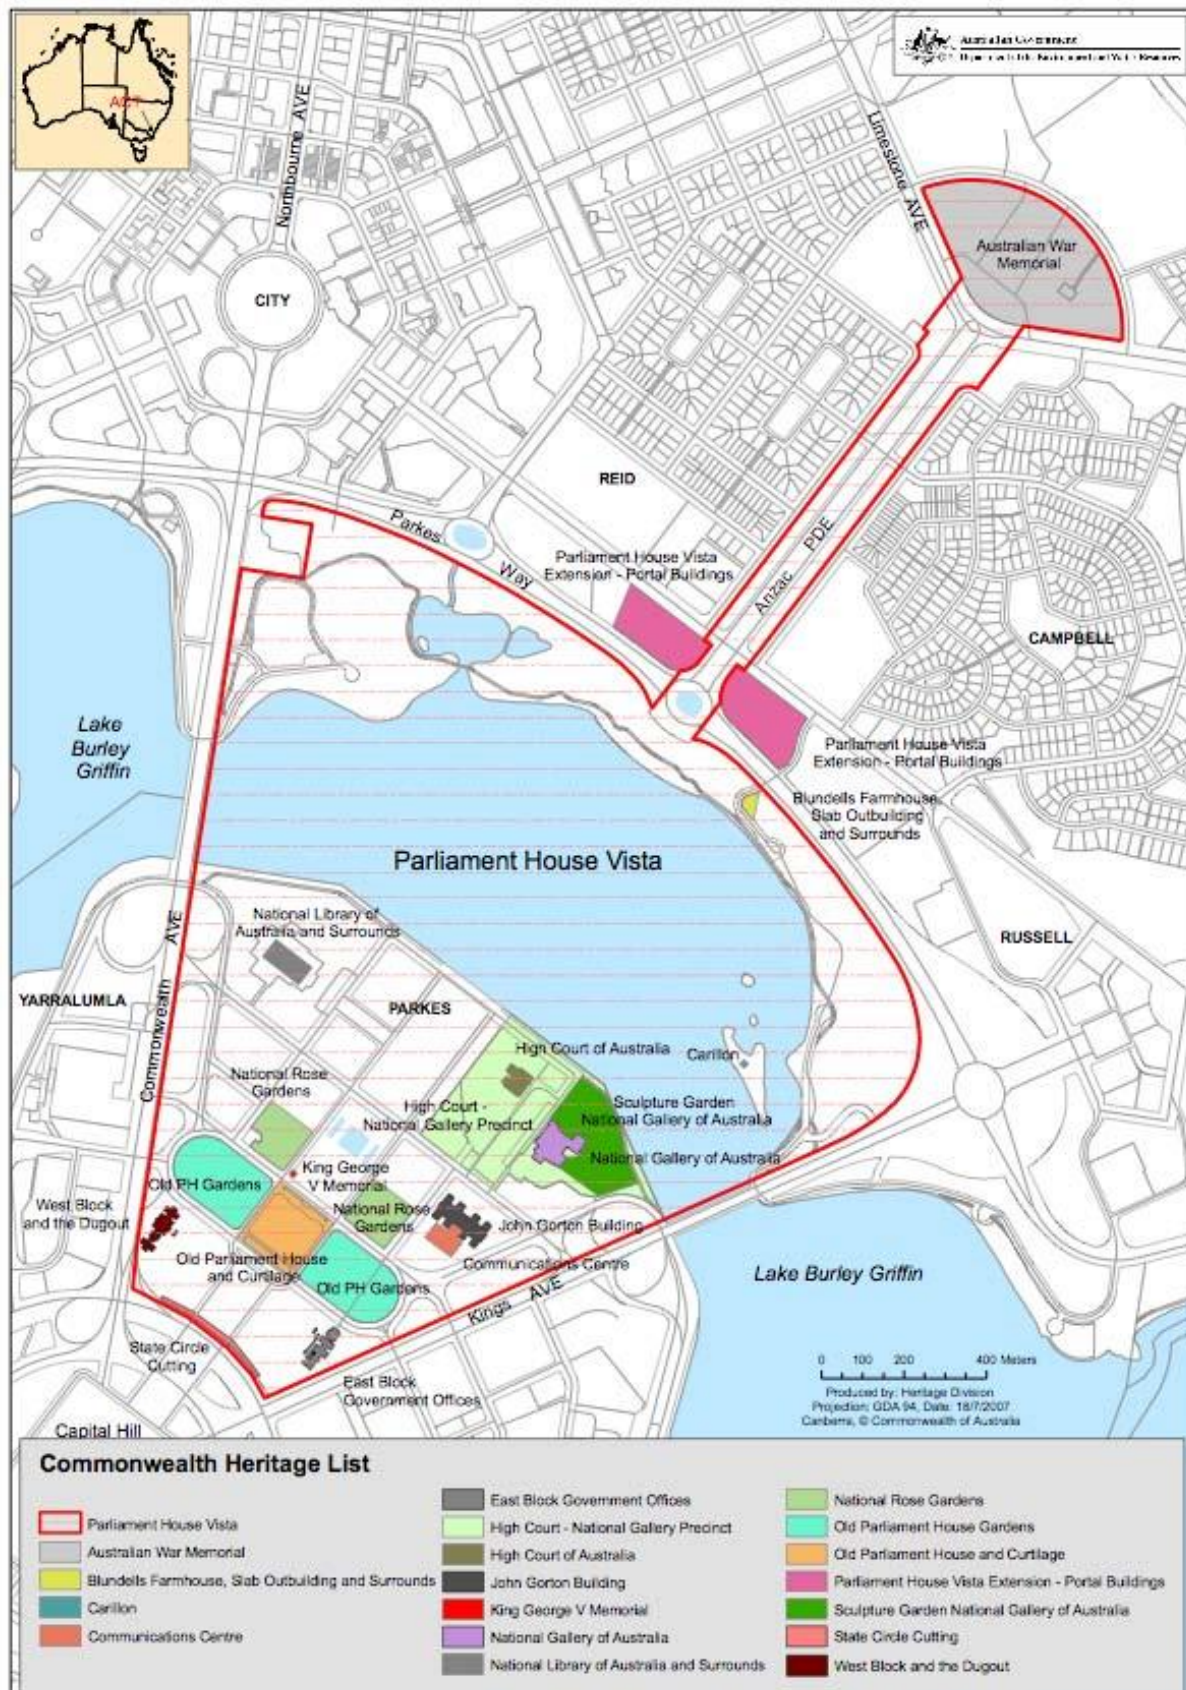 ACT
Australian Government
Department of the Environment and Water Resources
Northbourne AVE
Limestone AVE
Australian War
Memorial
CITY
REID
Parkes Way
Parliament House Vista
Extension - Portal Buildings
Anzac PDE
CAMPBELL
Lake
Burley
Griffin
Parliament House Vista
Extension - Portal Buildings
Blundells Farmhouse,
Slab Outbuilding
and Surrounds
Parliament House Vista
National Library of
Australia and Surrounds
RUSSELL
YARRALUMLA
PARKES
Commonwealth AVE
High Court of Australia
Carillon
National Rose
Gardens
High Court -
National Gallery Precinct
Sculpture Garden
National Gallery of Australia
National Gallery of Australia
King George
V Memorial
Old PH Gardens
West Block
and the Dugout
National Rose
Gardens
John Gorton Building
Old Parliament House
and Curtilage
Communications Centre
Old PH Gardens
Lake Burley Griffin
Kings AVE
State Circle
Cutting
East Block
Government Offices
0 100 200 400 Meters
Produced by: Heritage Division
Projection: GDA 94, Date: 18/7/2007
Canberra, © Commonwealth of Australia
Capital Hill
Commonwealth Heritage List
Parliament House Vista
Australian War Memorial
Blundells Farmhouse, Slab Outbuilding and Surrounds
Carillon
Communications Centre
East Block Government Offices
High Court - National Gallery Precinct
High Court of Australia
John Gorton Building
King George V Memorial
National Gallery of Australia
National Library of Australia and Surrounds
National Rose Gardens
Old Parliament House Gardens
Old Parliament House and Curtilage
Parliament House Vista Extension - Portal Buildings
Sculpture Garden National Gallery of Australia
State Circle Cutting
West Block and the Dugout